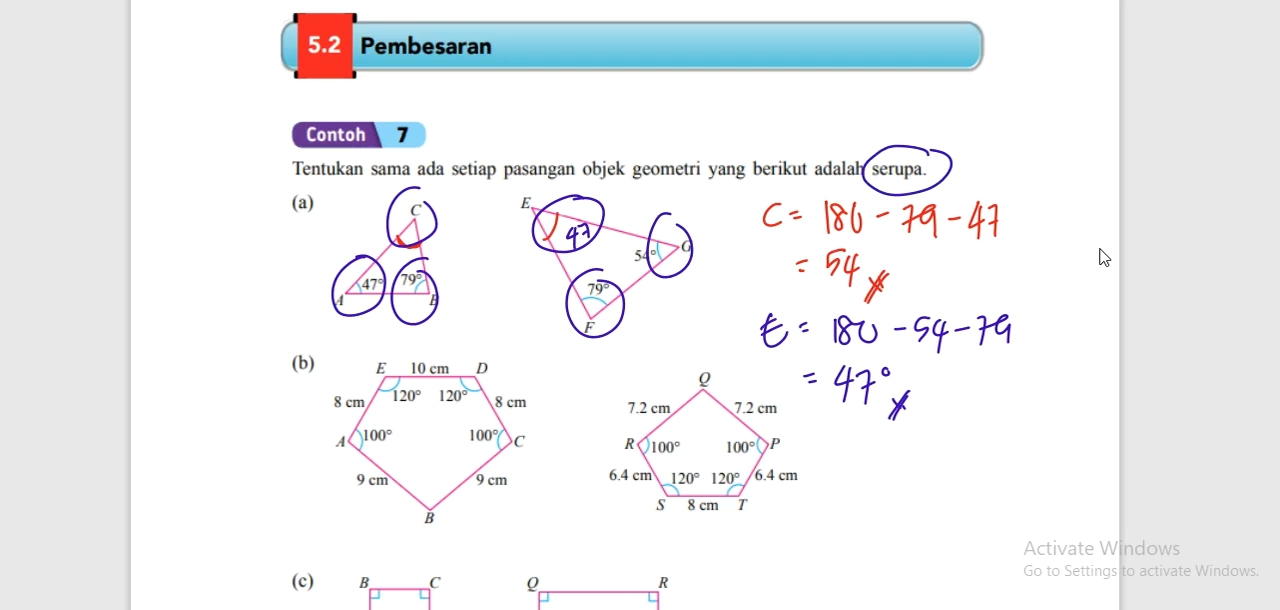 5.2 Pembesaran
Contoh 7
Tentukan sama ada setiap pasangan objek geometri yang berikut adalah serupa.
(a)
C
47°
79°
A
B
E
47
54°
G
79°
F
C = 180 - 79 - 47
= 54
E = 180 - 54 - 79
= 47°
(b)
E 10 cm D
8 cm 120° 120° 8 cm
A 100° 100° C
9 cm 9 cm
B
Q
7.2 cm 7.2 cm
R 100° 100° P
6.4 cm 120° 120° 6.4 cm
S 8 cm T
(c)
B C
Q R
Activate Windows
Go to Settings to activate Windows.